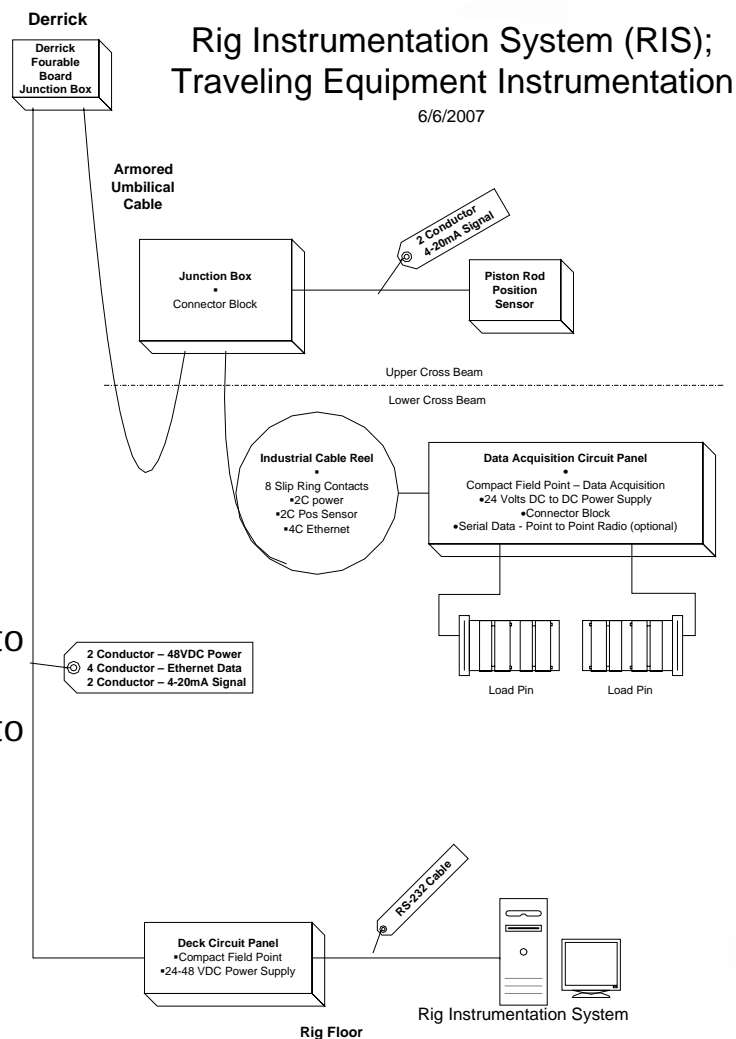 Derrick
Rig Instrumentation System (RIS);
Traveling Equipment Instrumentation
6/6/2007
Derrick
Fourable
Board
Junction Box
Armored
Umbilical
Cable
2 Conductor
4-20mA Signal
Junction Box
▪
Connector Block
Piston Rod
Position
Sensor
Upper Cross Beam
Lower Cross Beam
Industrial Cable Reel
▪
8 Slip Ring Contacts
▪2C power
▪2C Pos Sensor
▪4C Ethernet
Data Acquisition Circuit Panel
•
Compact Field Point – Data Acquisition
•24 Volts DC to DC Power Supply
•Connector Block
•Serial Data - Point to Point Radio (optional)
to
2 Conductor – 48VDC Power
4 Conductor – Ethernet Data
2 Conductor – 4-20mA Signal
Load Pin
Load Pin
to
RS-232 Cable
Deck Circuit Panel
▪Compact Field Point
▪24-48 VDC Power Supply
Rig Instrumentation System
Rig Floor